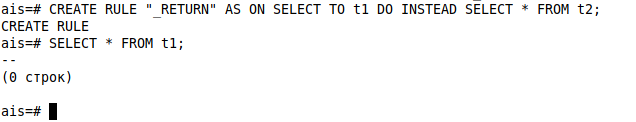 ais=# CREATE RULE "_RETURN" AS ON SELECT TO t1 DO INSTEAD SELECT * FROM t2;
CREATE RULE
ais=# SELECT * FROM t1;
--
(0 строк)
ais=#